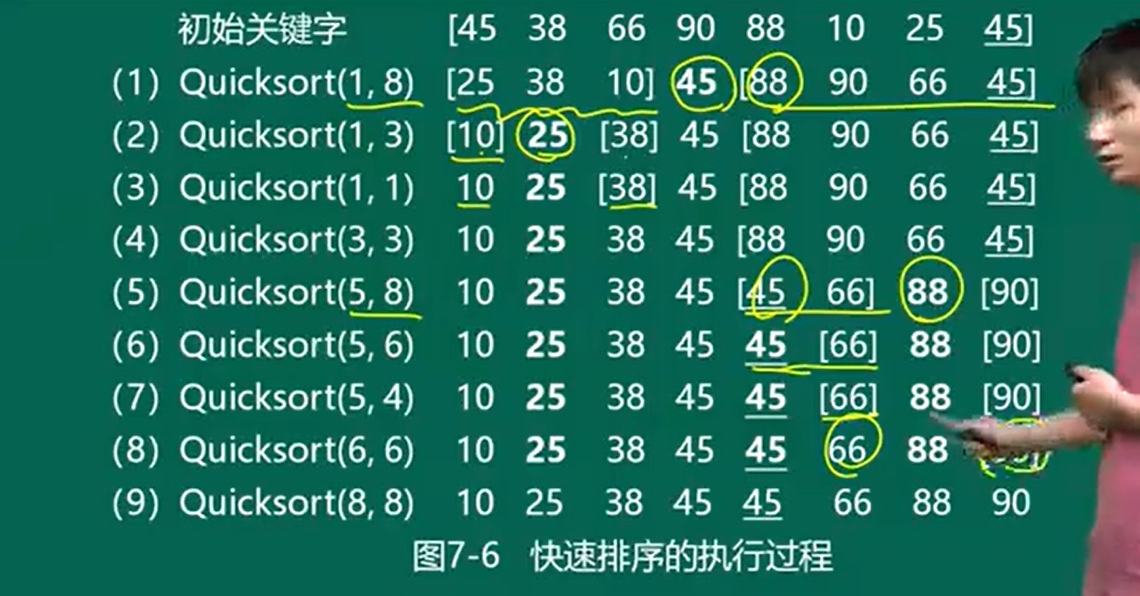 初始关键字 [45 38 66 90 88 10 25 45]
(1) Quicksort(1, 8) [25 38 10] 45 [88 90 66 45]
(2) Quicksort(1, 3) [10] 25 [38] 45 [88 90 66 45]
(3) Quicksort(1, 1) 10 25 [38] 45 [88 90 66 45]
(4) Quicksort(3, 3) 10 25 38 45 [88 90 66 45]
(5) Quicksort(5, 8) 10 25 38 45 [45 66] 88 [90]
(6) Quicksort(5, 6) 10 25 38 45 45 [66] 88 [90]
(7) Quicksort(5, 4) 10 25 38 45 45 [66] 88 [90]
(8) Quicksort(6, 6) 10 25 38 45 45 66 88
(9) Quicksort(8, 8) 10 25 38 45 45 66 88 90
图7-6 快速排序的执行过程